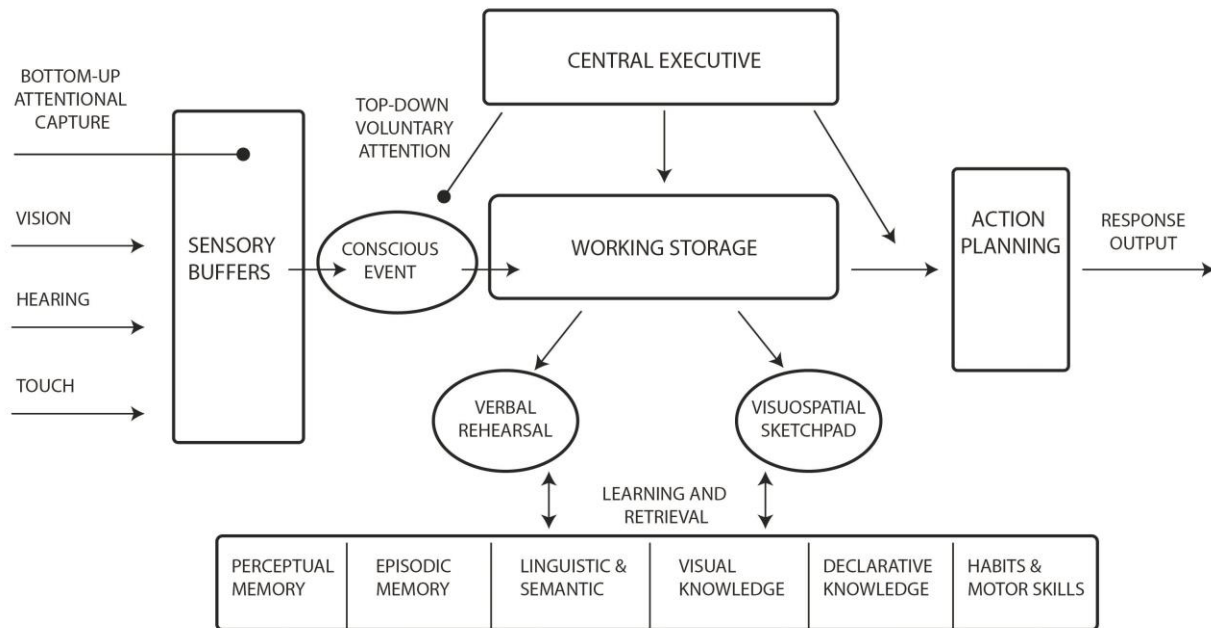 CENTRAL EXECUTIVE
BOTTOM-UP
ATTENTIONAL
CAPTURE
TOP-DOWN
VOLUNTARY
ATTENTION
VISION
HEARING
TOUCH
SENSORY
BUFFERS
CONSCIOUS
EVENT
WORKING STORAGE
ACTION
PLANNING
RESPONSE
OUTPUT
VERBAL
REHEARSAL
VISUOSPATIAL
SKETCHPAD
LEARNING AND
RETRIEVAL
PERCEPTUAL
MEMORY
EPISODIC
MEMORY
LINGUISTIC &
SEMANTIC
VISUAL
KNOWLEDGE
DECLARATIVE
KNOWLEDGE
HABITS &
MOTOR SKILLS